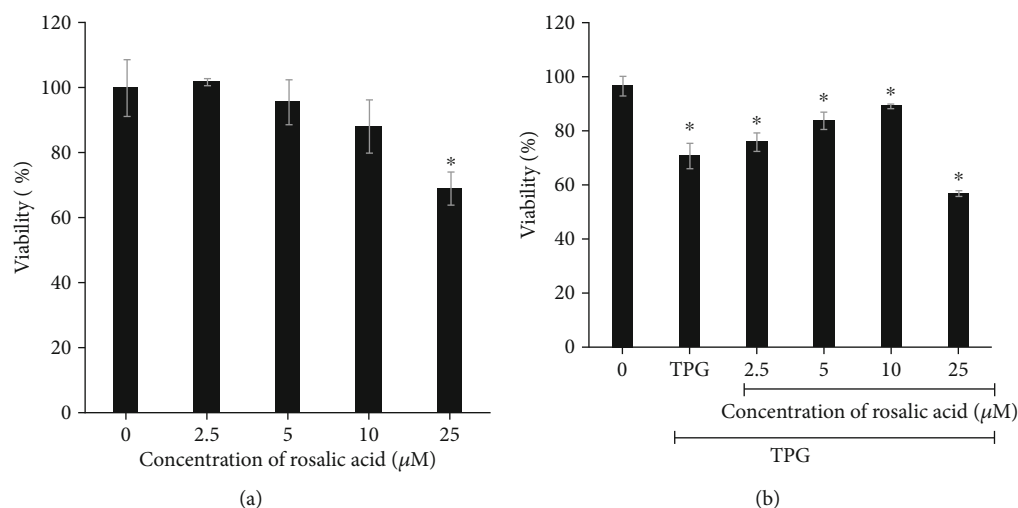 120
100
80
60
40
20
0
Viability ( %)
*
0 2.5 5 10 25
Concentration of rosalic acid (μM)
(a)
120
100
80
60
40
20
0
Viability (%)
* * * * *
0 TPG 2.5 5 10 25
Concentration of rosalic acid (μM)
TPG
(b)